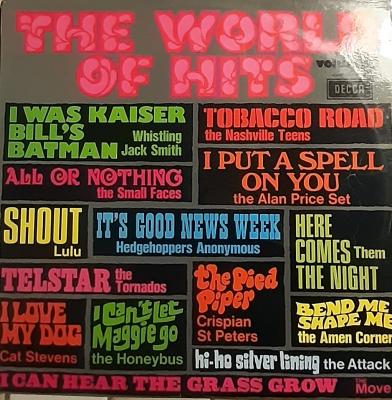 THE WORLD
OF HITS
DECCA
I WAS KAISER
BILL'S
BATMAN
Whistling
Jack Smith
TOBACCO ROAD
the Nashville Teens
ALL OR NOTHING
the Small Faces
I PUT A SPELL
ON YOU
the Alan Price Set
SHOUT
Lulu
IT'S GOOD NEWS WEEK
Hedgehoppers Anonymous
HERE
COMES Them
THE NIGHT
TELSTAR the
Tornados
the Pied
Piper
Crispian
St Peters
I LOVE
MY DOG
Cat Stevens
I Can't Let
Maggie go
the Honeybus
BEND ME
SHAPE ME
the Amen Corner
hi-ho silver lining the Attack
I CAN HEAR THE GRASS GROW The Move